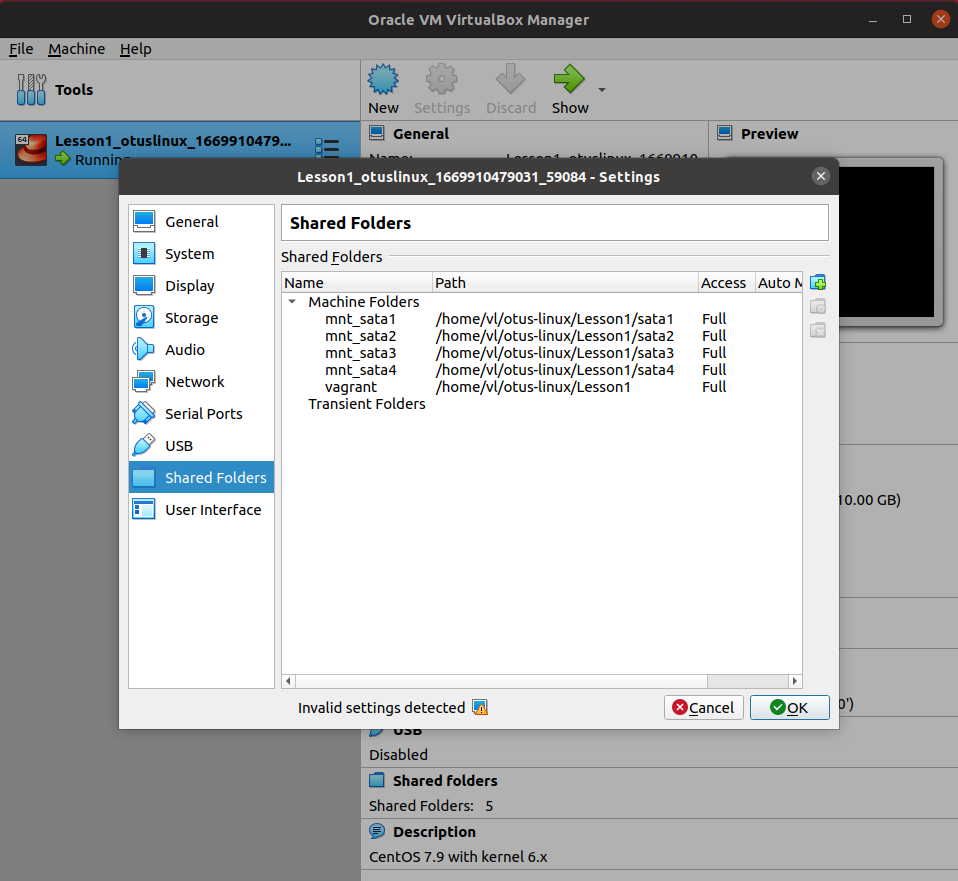 Oracle VM VirtualBox Manager
File Machine Help
Tools
New Settings Discard Show
64
Lesson1_otuslinux_1669910479...
Running
General
Preview
Name: Lesson1_otuslinux_1669910
Lesson1_otuslinux_1669910479031_59084 - Settings
General
System
Display
Storage
Audio
Network
Serial Ports
USB
Shared Folders
User Interface
Shared Folders
Shared Folders
Name Path Access Auto M
Machine Folders
mnt_sata1 /home/vl/otus-linux/Lesson1/sata1 Full
mnt_sata2 /home/vl/otus-linux/Lesson1/sata2 Full
mnt_sata3 /home/vl/otus-linux/Lesson1/sata3 Full
mnt_sata4 /home/vl/otus-linux/Lesson1/sata4 Full
vagrant /home/vl/otus-linux/Lesson1 Full
Transient Folders
10.00 GB)
Invalid settings detected
Cancel OK
0')
USB
Disabled
Shared folders
Shared Folders: 5
Description
CentOS 7.9 with kernel 6.x